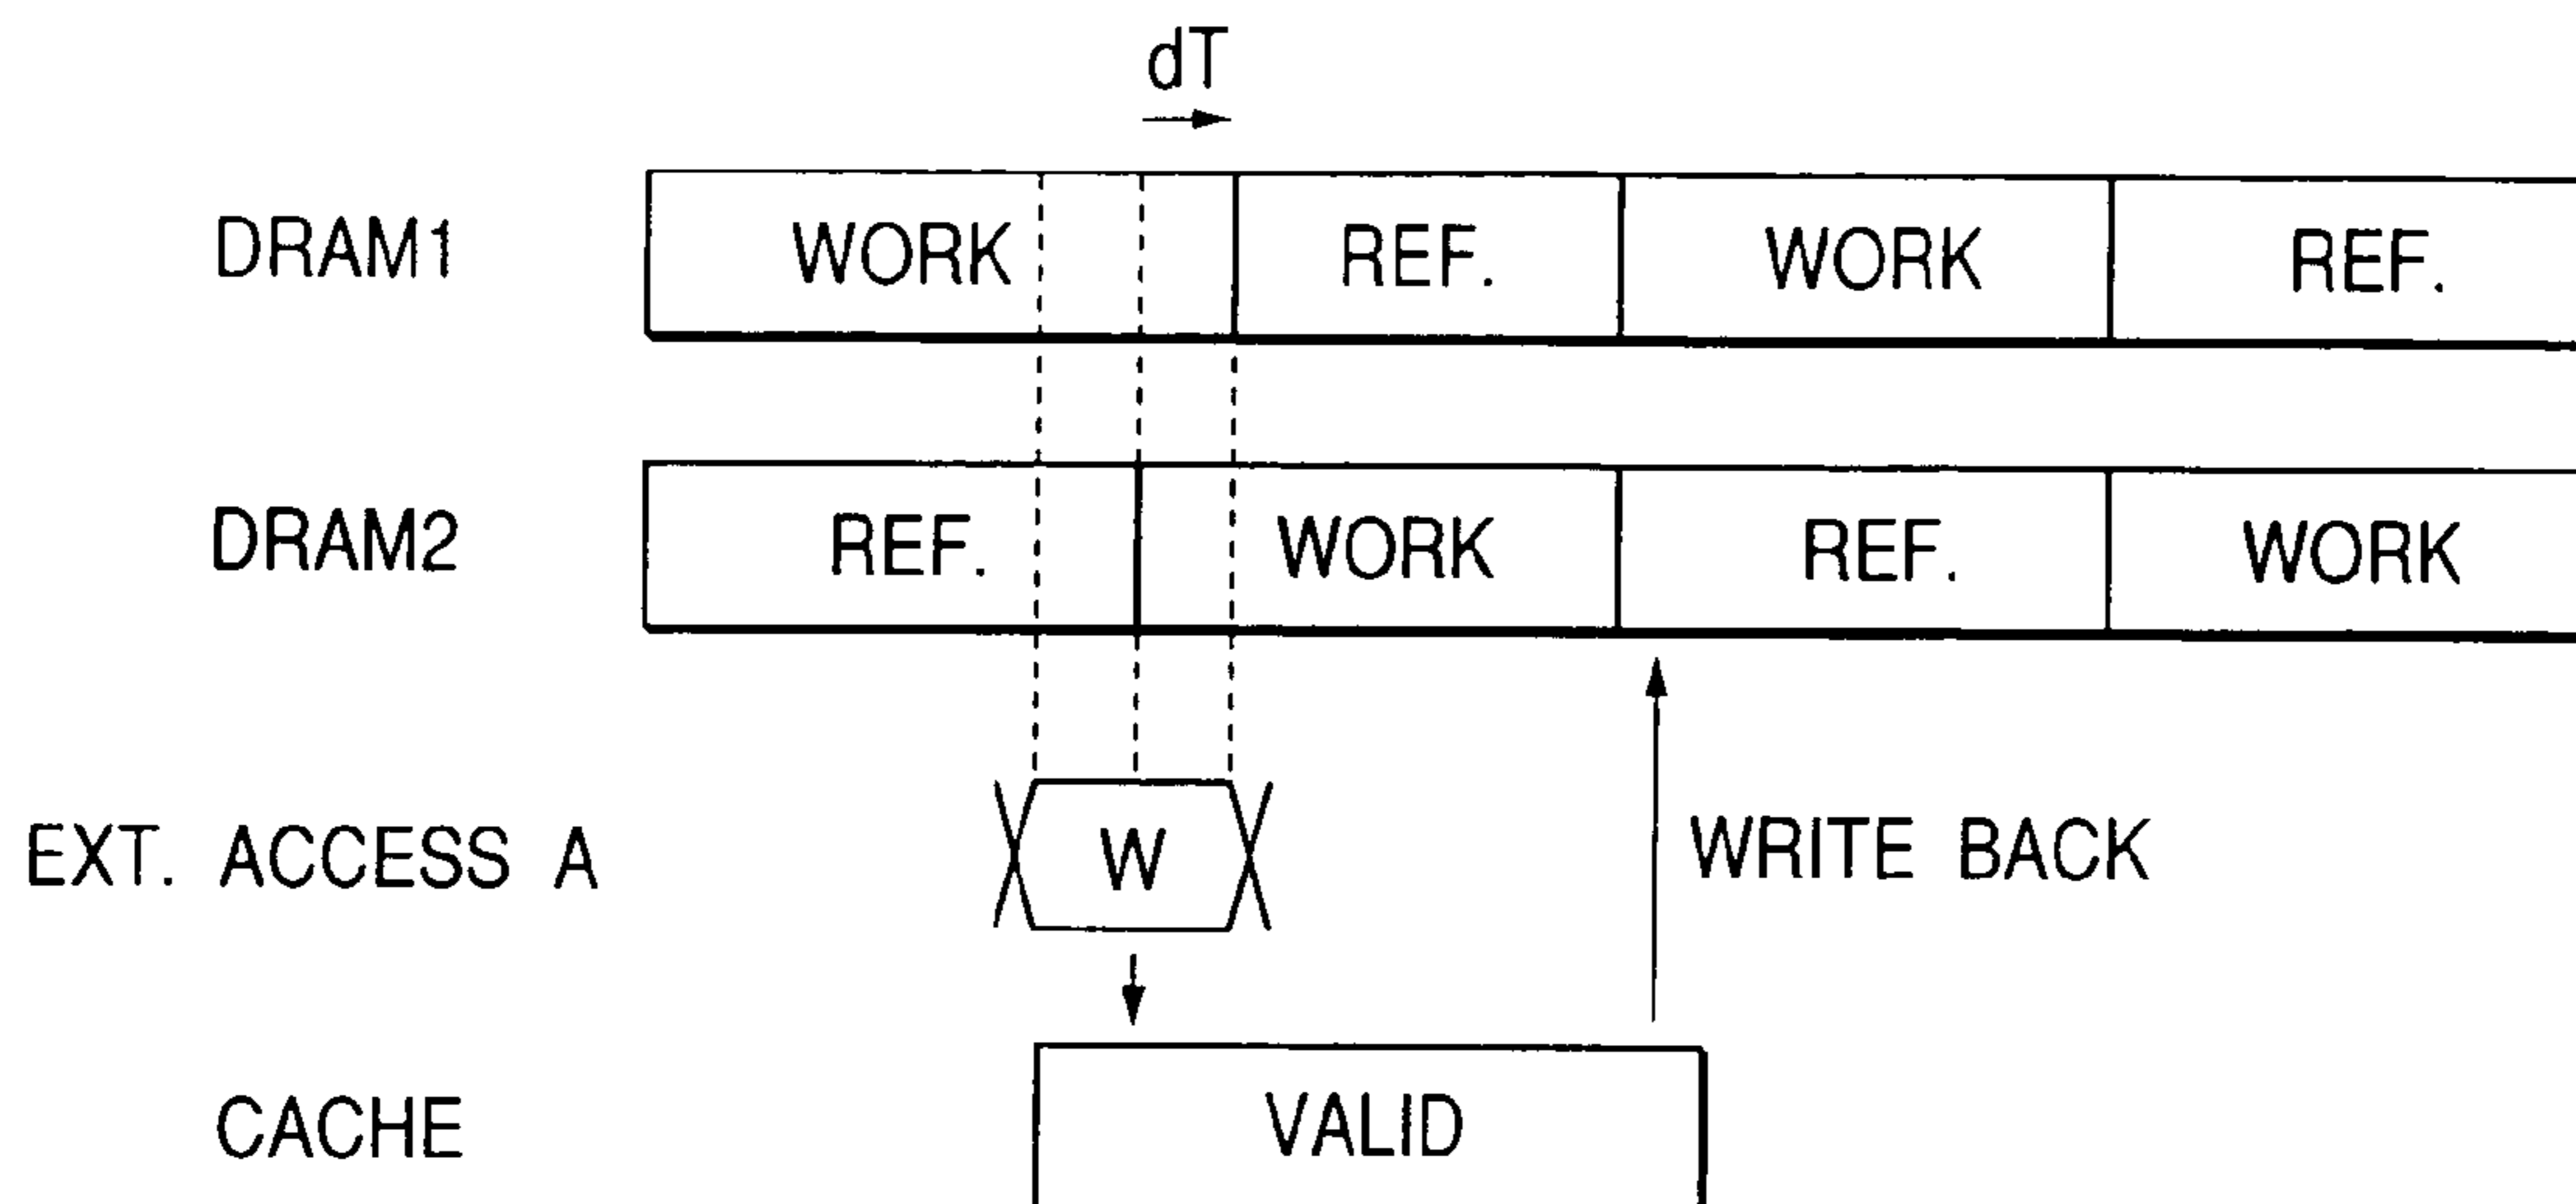 dT
DRAM1 WORK REF. WORK REF.
DRAM2 REF. WORK REF. WORK
EXT. ACCESS A W WRITE BACK
CACHE VALID